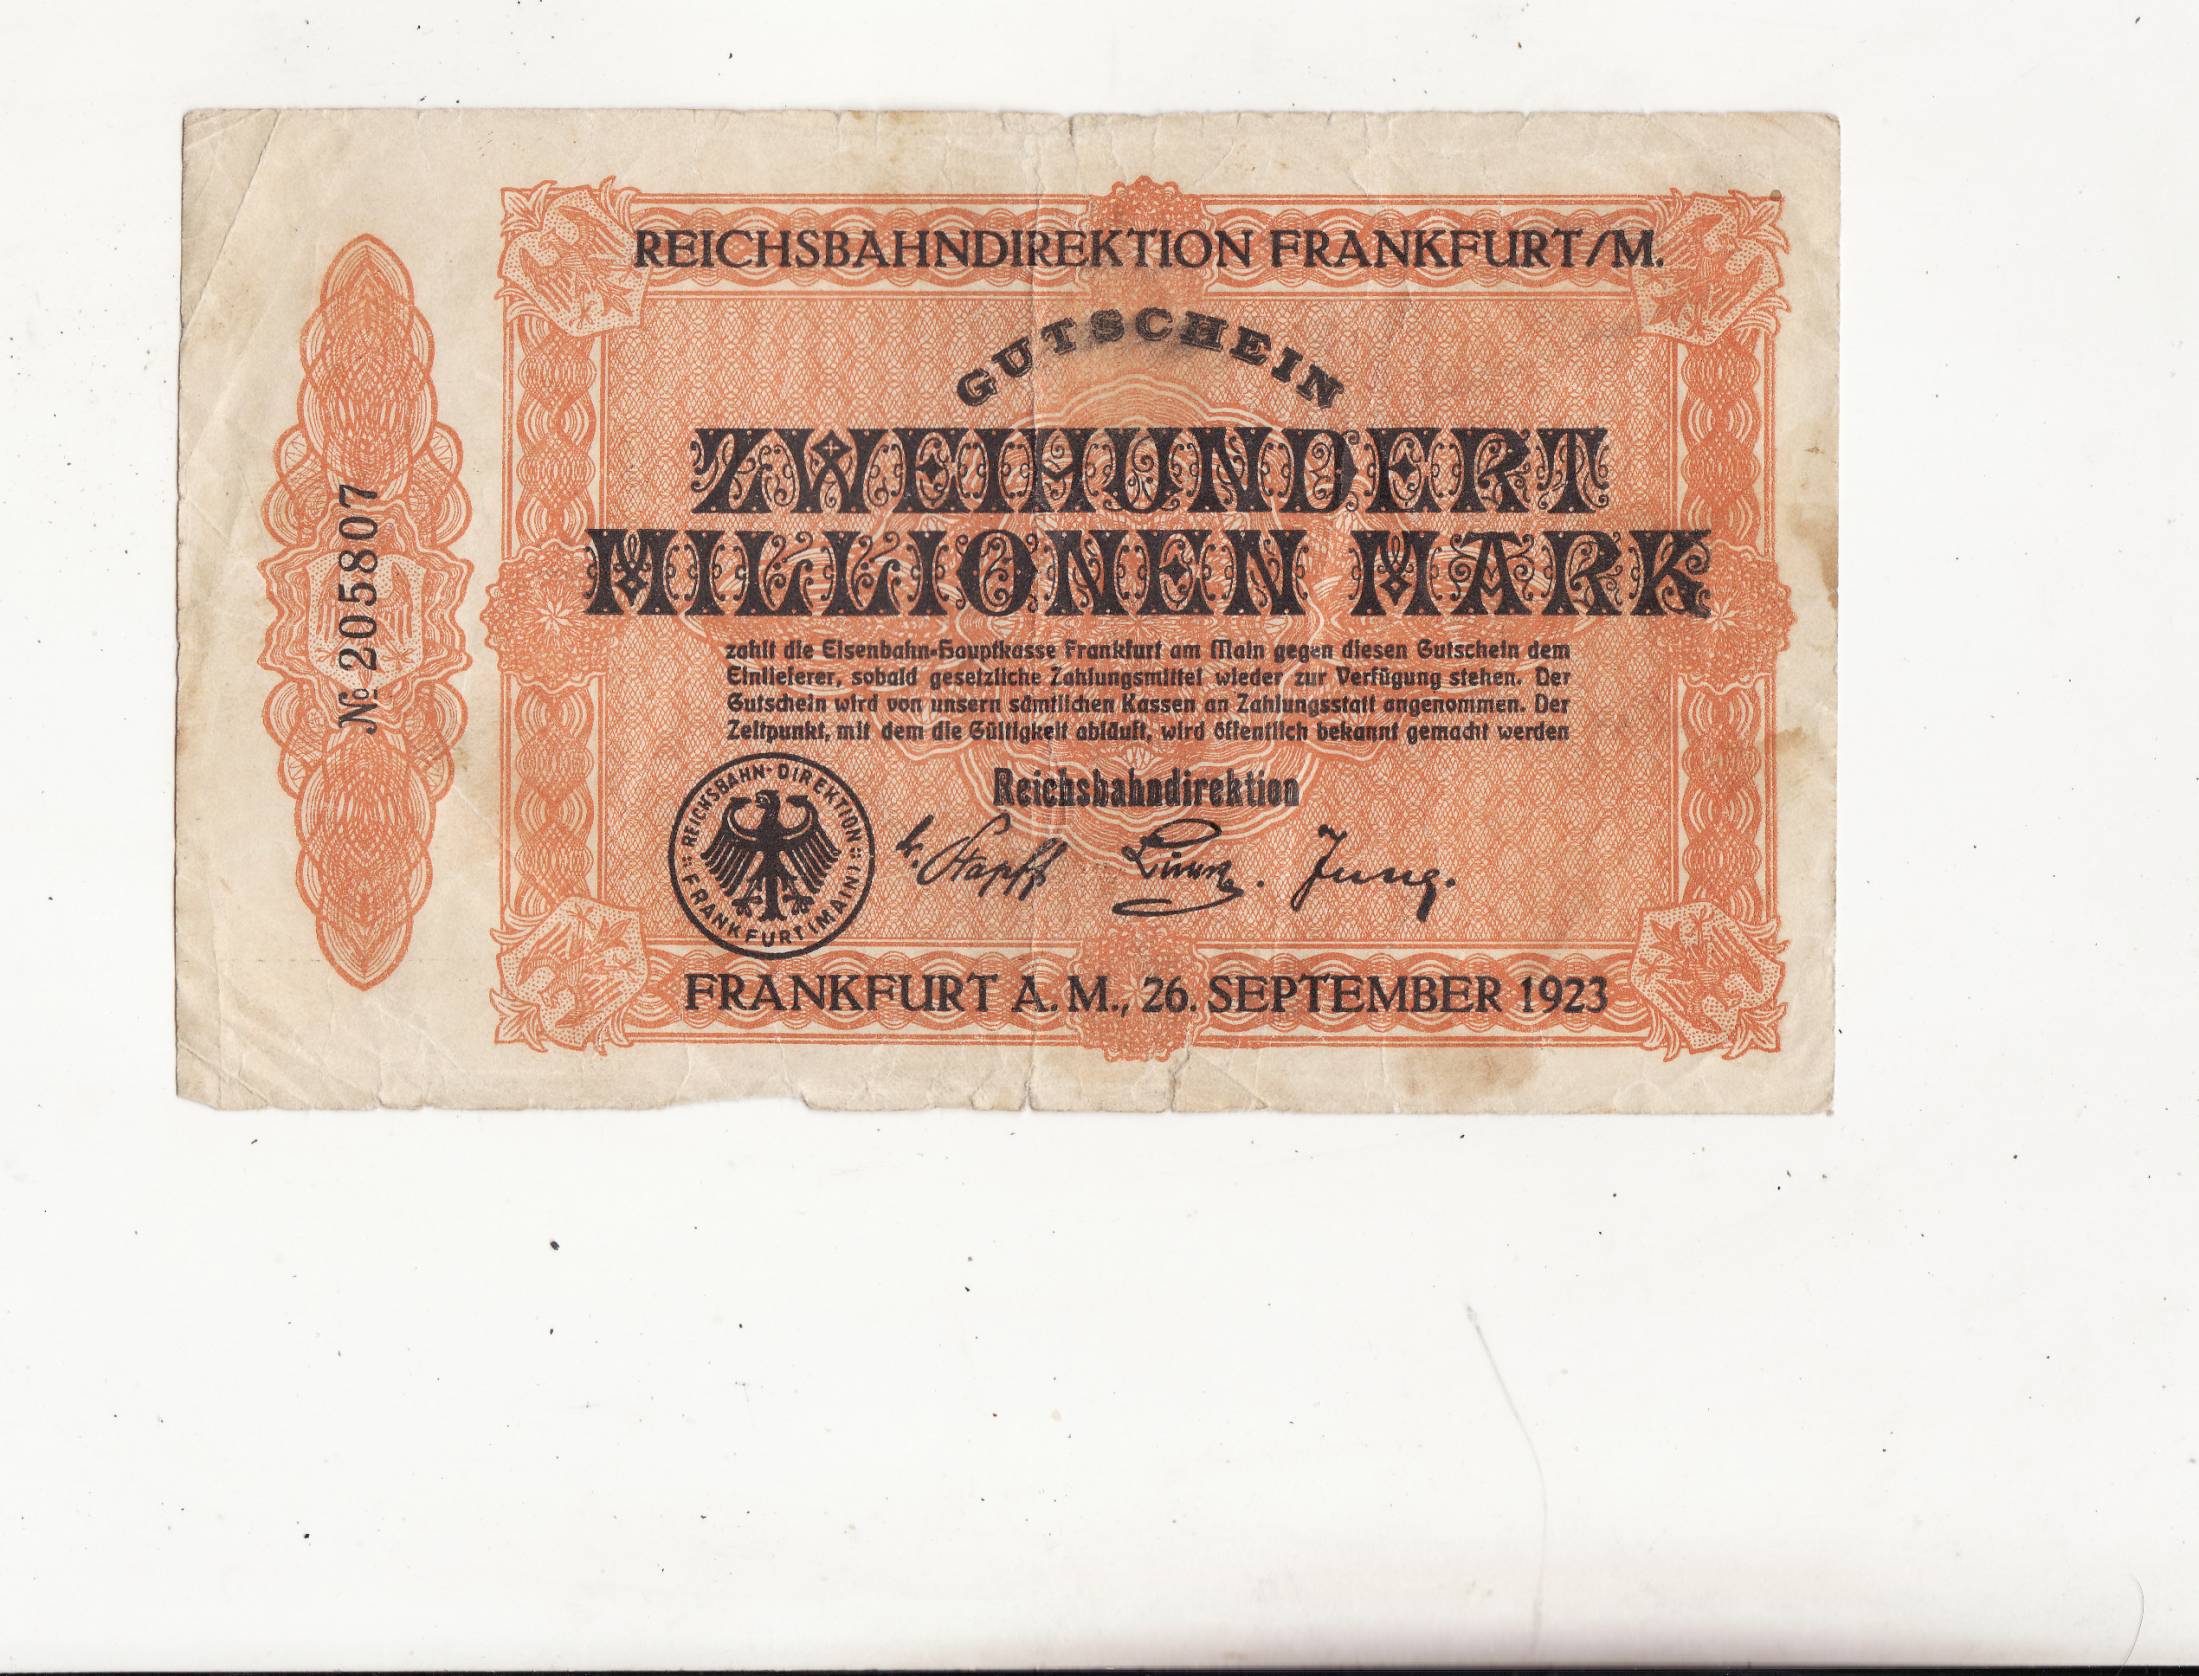 REICHSBAHNDIREKTION FRANKFURT/M.
GUTSCHEIN
ZWEIHUNDERT
MILLIONEN MARK
zahlt die Eisenbahn-Hauptkasse Frankfurt am Main gegen diesen Gutschein dem
Einlieferer, sobald gesetzliche Zahlungsmittel wieder zur Verfügung stehen. Der
Gutschein wird von unsern sämtlichen Kassen an Zahlungsstatt angenommen. Der
Zeitpunkt, mit dem die Gültigkeit abläuft, wird öffentlich bekannt gemacht werden
Reichsbahndirektion
REICHSBAHN-DIREKTION
FRANKFURT (MAIN)
Jung.
FRANKFURT A. M., 26. SEPTEMBER 1923
№ 205807